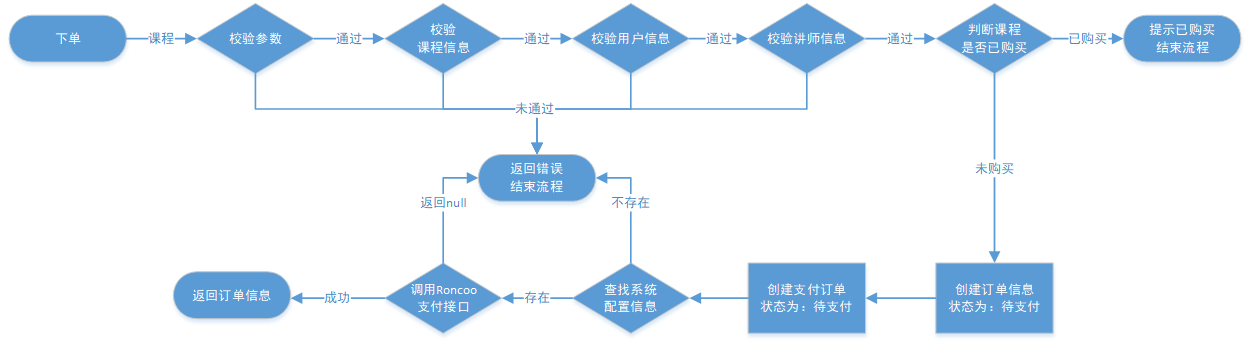 下单
课程
校验参数
通过
校验
课程信息
通过
校验用户信息
通过
校验讲师信息
通过
判断课程
是否已购买
已购买
提示已购买
结束流程
未通过
返回错误
结束流程
未购买
返回null
不存在
返回订单信息
成功
调用Roncoo
支付接口
存在
查找系统
配置信息
创建支付订单
状态为：待支付
创建订单信息
状态为：待支付